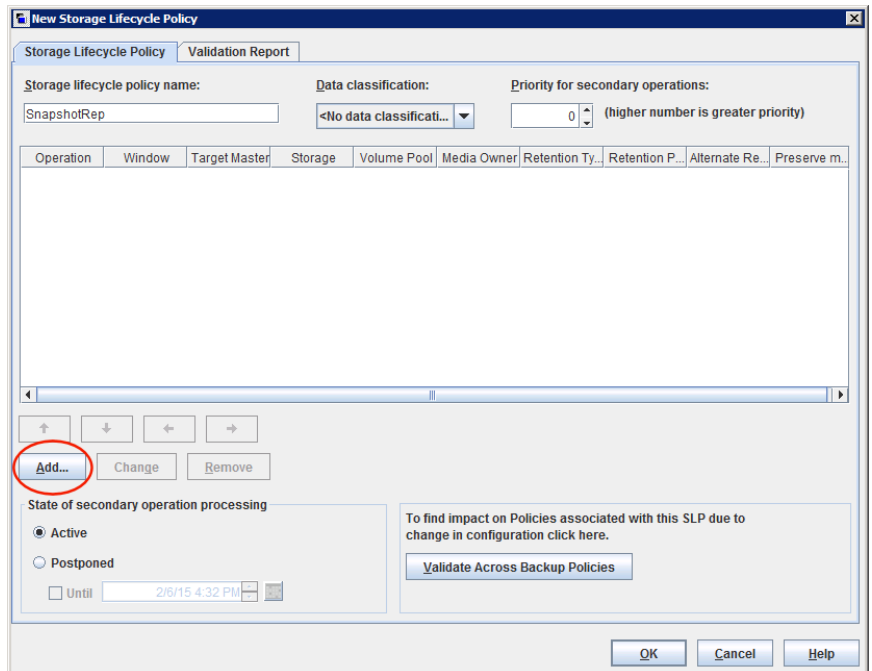 New Storage Lifecycle Policy
Storage Lifecycle Policy Validation Report
Storage lifecycle policy name: Data classification: Priority for secondary operations:
SnapshotRep <No data classificati... 0 (higher number is greater priority)
Operation Window Target Master Storage Volume Pool Media Owner Retention Ty... Retention P... Alternate Re... Preserve m...
Add... Change Remove
State of secondary operation processing
Active
Postponed
Until 2/6/15 4:32 PM
To find impact on Policies associated with this SLP due to
change in configuration click here.
Validate Across Backup Policies
OK Cancel Help